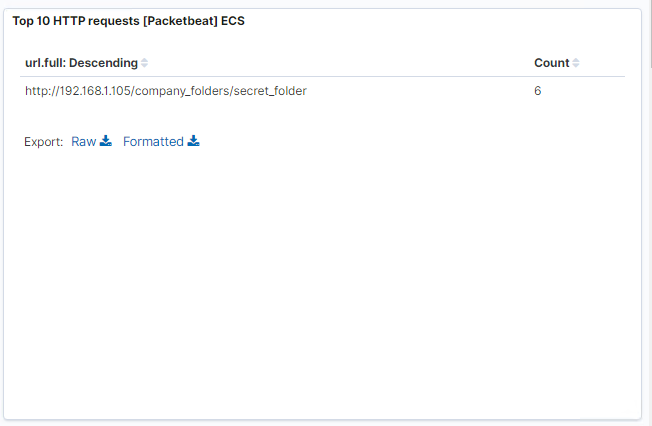 Top 10 HTTP requests [Packetbeat] ECS
url.full: Descending Count
http://192.168.1.105/company_folders/secret_folder 6
Export: Raw Formatted